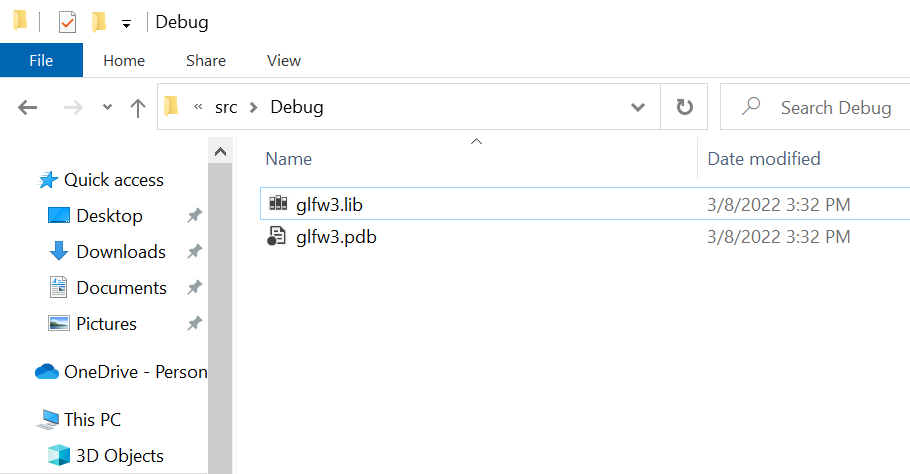 Debug
File Home Share View
« src > Debug Search Debug
Name Date modified
Quick access
Desktop
Downloads
Documents
Pictures
OneDrive - Person
This PC
3D Objects
glfw3.lib 3/8/2022 3:32 PM
glfw3.pdb 3/8/2022 3:32 PM